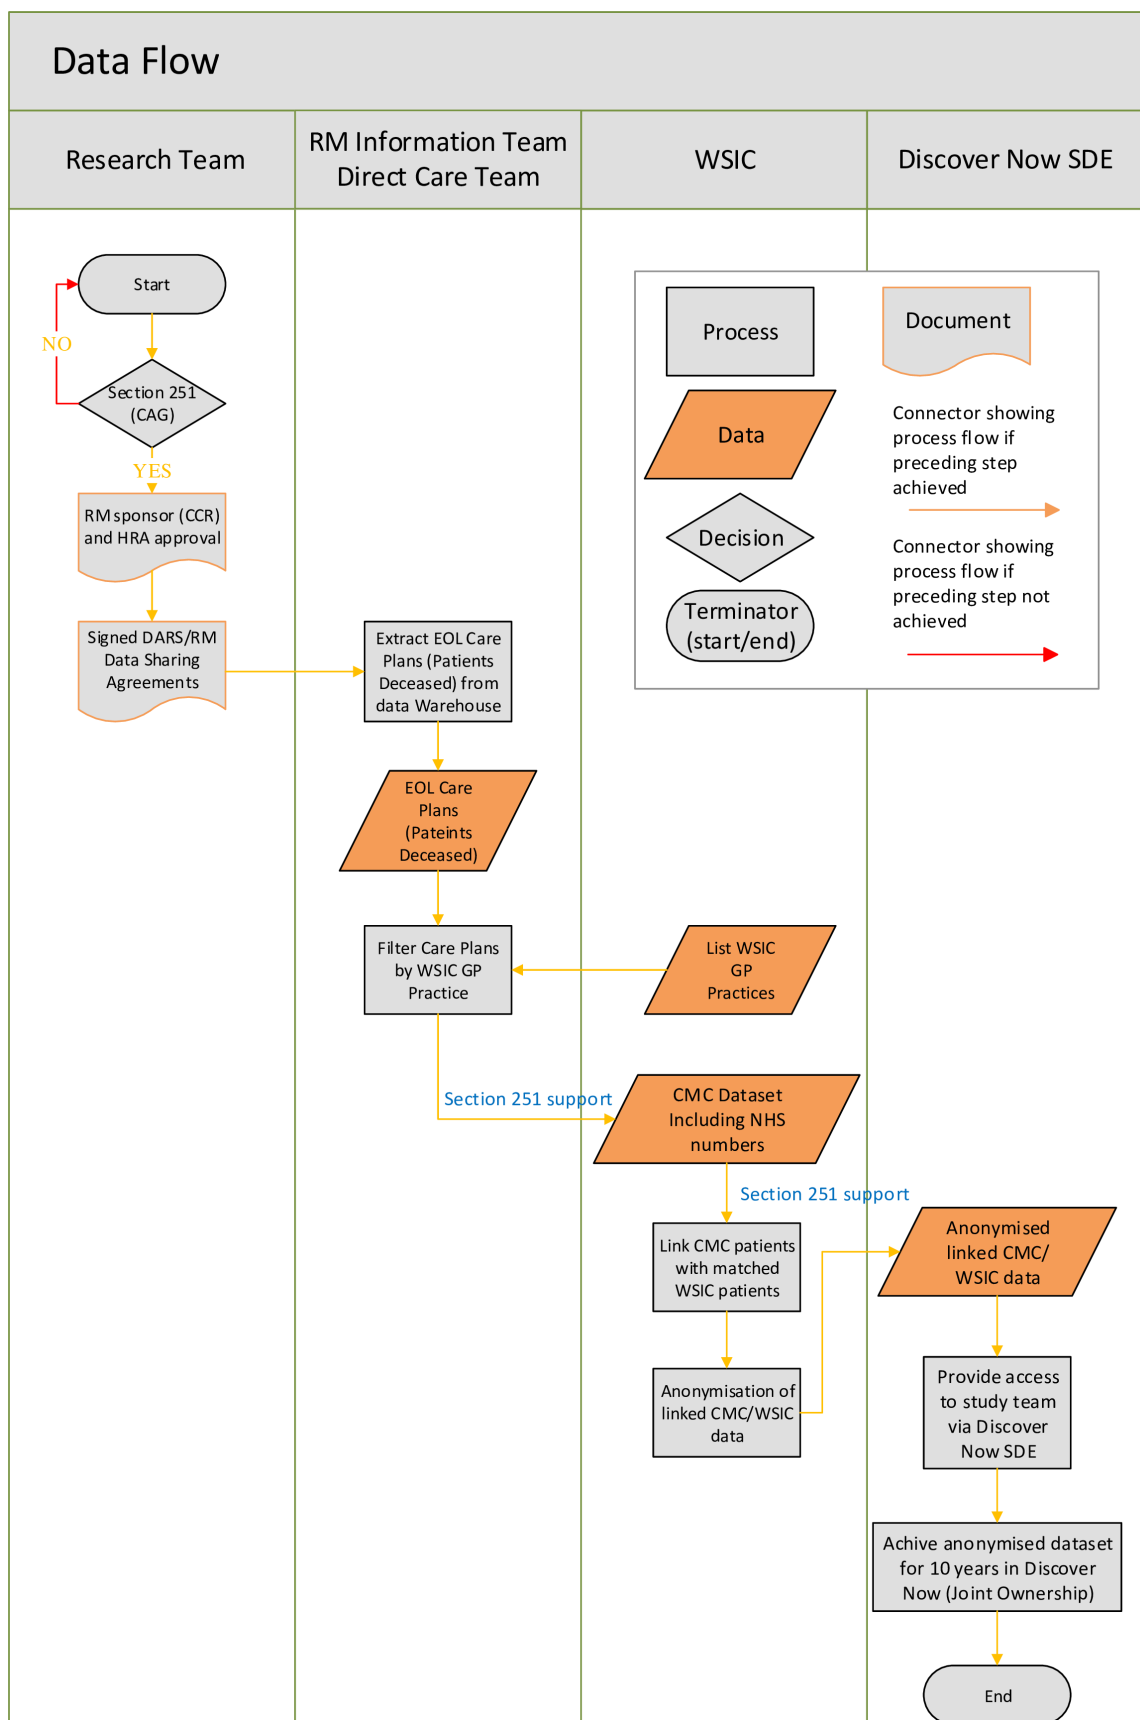 Data Flow
Research Team
RM Information Team
Direct Care Team
WSIC
Discover Now SDE
Start
NO
Section 251
(CAG)
YES
RM sponsor (CCR)
and HRA approval
Signed DARS/RM
Data Sharing
Agreements
Process
Document
Data
Connector showing
process flow if
preceding step
achieved
Decision
Connector showing
process flow if
preceding step not
achieved
Terminator
(start/end)
Extract EOL Care
Plans (Patients
Deceased) from
data Warehouse
EOL Care
Plans
(Pateints
Deceased)
Filter Care Plans
by WSIC GP
Practice
List WSIC
GP
Practices
Section 251 support
CMC Dataset
Including NHS
numbers
Section 251 support
Link CMC patients
with matched
WSIC patients
Anonymisation of
linked CMC/WSIC
data
Anonymised
linked CMC/
WSIC data
Provide access
to study team
via Discover
Now SDE
Achive anonymised dataset
for 10 years in Discover
Now (Joint Ownership)
End